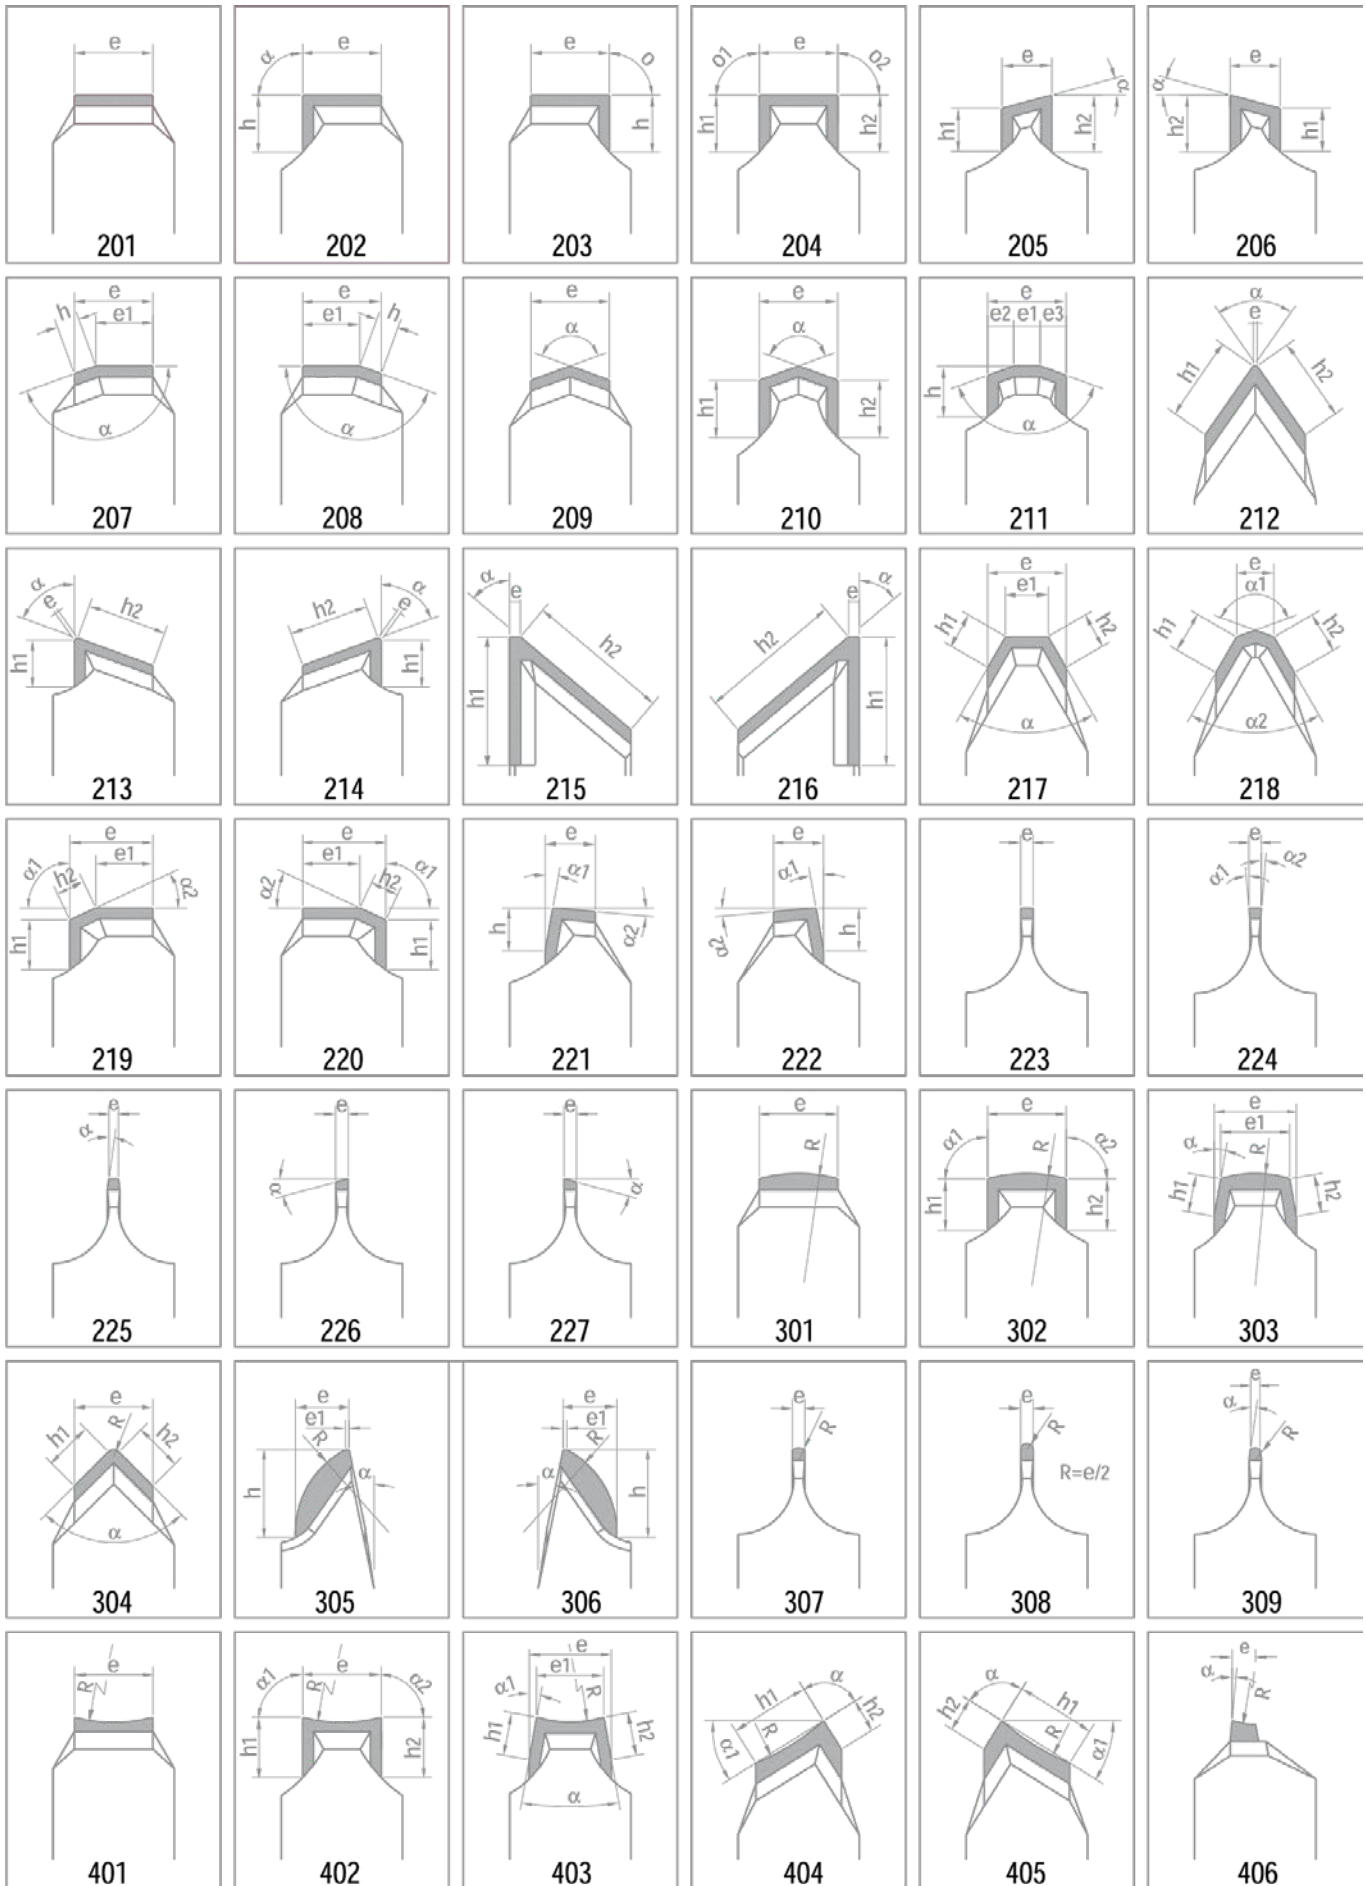 e
201
α e
h
202
e o
h
203
o1 e o2
h1 h2
204
e
α
h1 h2
205
e
α
h2 h1
206
e
h e1
α
207
e
e1 h
α
208
e
α
209
e
α
h1 h2
210
e
e2 e1 e3
h
α
211
α
e
h1 h2
212
α
e h2
h1
213
α
h2 e
h1
214
α
e
h2
h1
215
α
e
h2
h1
216
e
e1
h1 h2
α
217
e
α1
h1 h2
α2
218
e
α1 e1
h2 α2
h1
219
e
e1 α1
α2 h2
h1
220
e
α1
h α2
221
e
α1
α2 h
222
e
223
e
α1 α2
224
e
α
225
e
α
226
e
α
227
e
R
301
e
α1 R α2
h1 h2
302
e
e1
α R
h1 h2
303
e
h1 R h2
α
304
e
e1
R
α
h
305
e
e1
R
α
h
306
e
R
307
e
R
R=e/2
308
e
α
R
309
e
R
401
α1 e α2
R
h1 h2
402
e
e1
α1 R
h1 h2
α
403
α
h1
h2
R
α1
404
α
h1
h2
R
α1
405
e
α
R
406